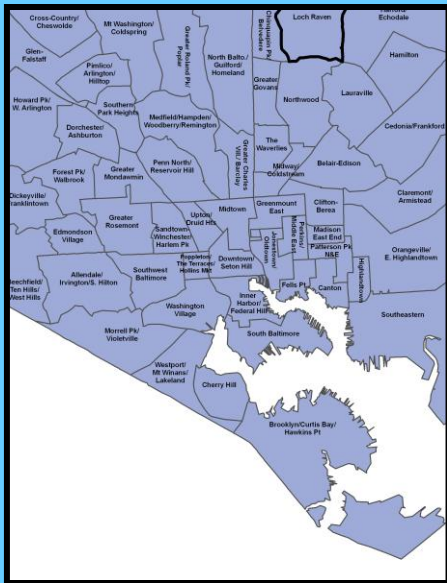 Cross-Country/
Cheswolde
Mt Washington/
Coldspring
Greater Roland Pk/
Poplar
North Balto./
Guilford/
Homeland
Chinquapin Pk/
Belvedere
Loch Raven
Echodale
Glen-
Falstaff
Pimlico/
Arlington/
Hilltop
Hamilton
Greater
Govans
Lauraville
Northwood
Howard Pk/
W. Arlington
Southern
Park Heights
Medfield/Hampden/
Woodberry/Remington
Cedonia/Frankford
Dorchester/
Ashburton
Greater Charles
Vill./ Barclay
The
Waverlies
Midway/
Coldstream
Belair-Edison
Forest Pk/
Walbrook
Greater
Mondawmin
Penn North/
Reservoir Hill
Claremont/
Armistead
Dickeyville/
Franklintown
Greater
Rosemont
Upton/
Druid Hts
Midtown
Greenmount
East
Clifton-
Berea
Edmondson
Village
Sandtown-
Winchester/
Harlem Pk
Jonestown/
Oldtown
Perkins/
Middle East
Madison
East End
Patterson Pk
N&E
Orangeville/
E. Highlandtown
Poppleton/
The Terraces/
Hollins Mkt
Downtown/
Seton Hill
Highlandtown
Beechfield/
Ten Hills/
West Hills
Allendale/
Irvington/S. Hilton
Southwest
Baltimore
Fells Pt
Canton
Inner
Harbor/
Federal Hill
Washington
Village
Southeastern
Morrell Pk/
Violetville
South Baltimore
Westport/
Mt Winans/
Lakeland
Cherry Hill
Brooklyn/Curtis Bay/
Hawkins Pt